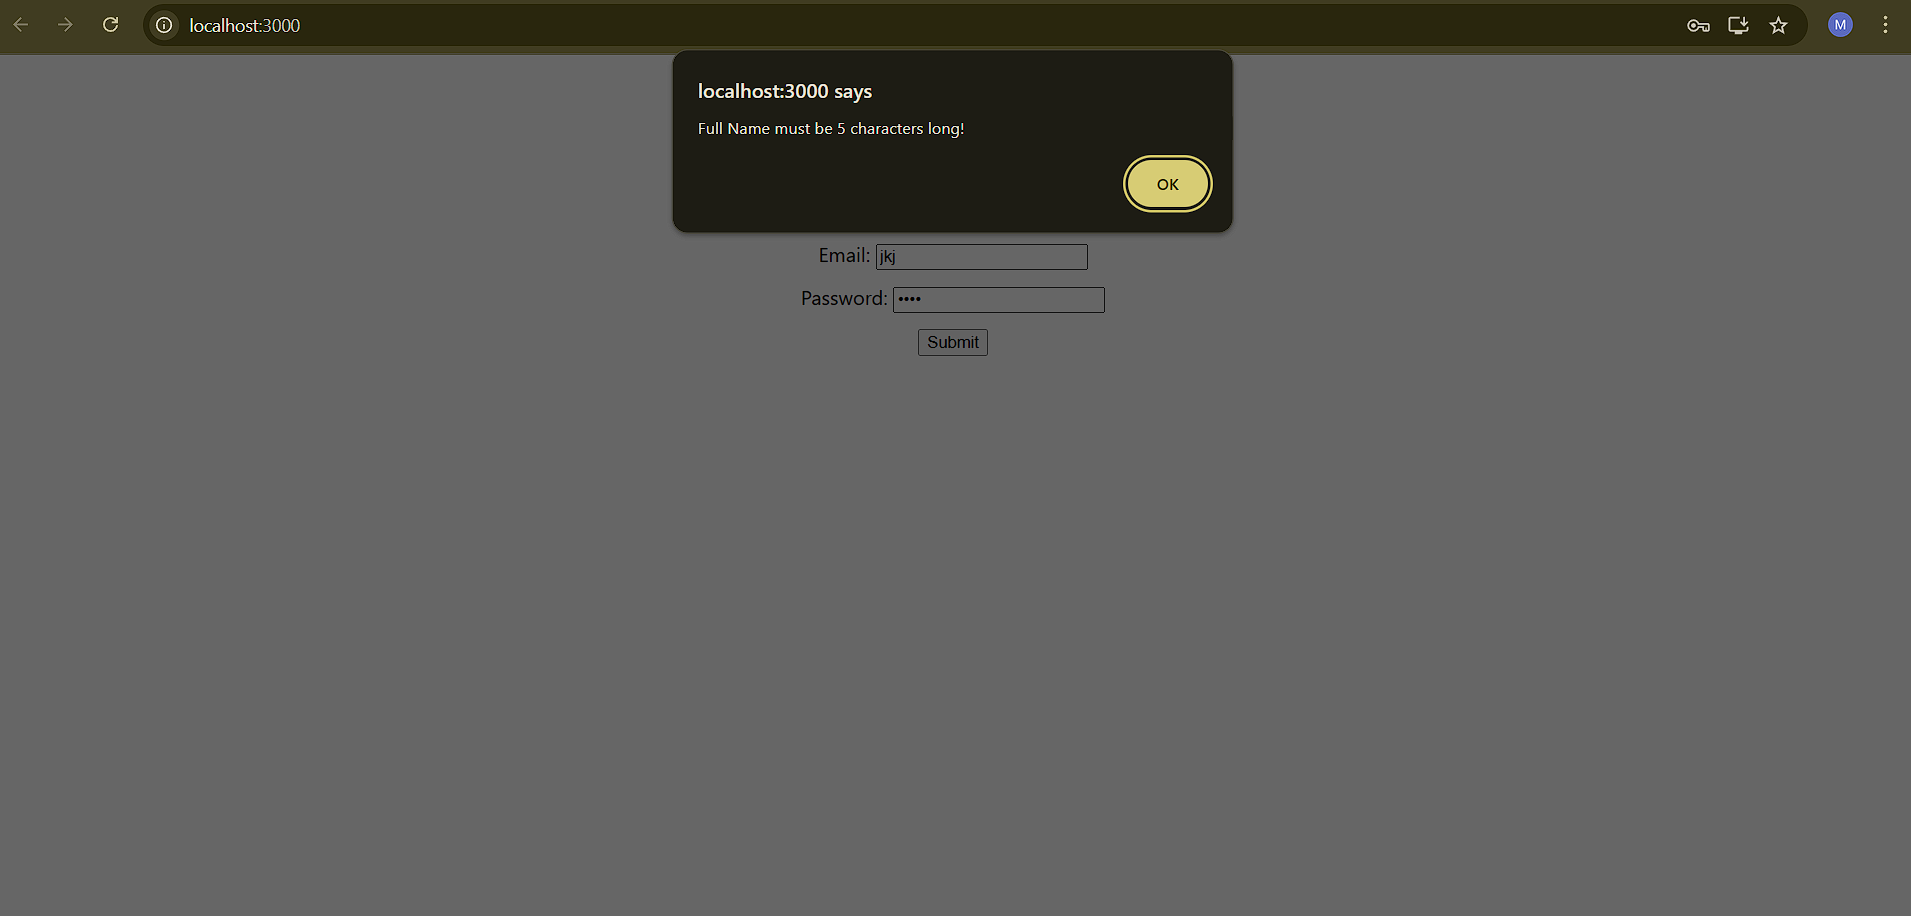 localhost:3000
M
localhost:3000 says
Full Name must be 5 characters long!
OK
Email: jkj
Password: ••••
Submit